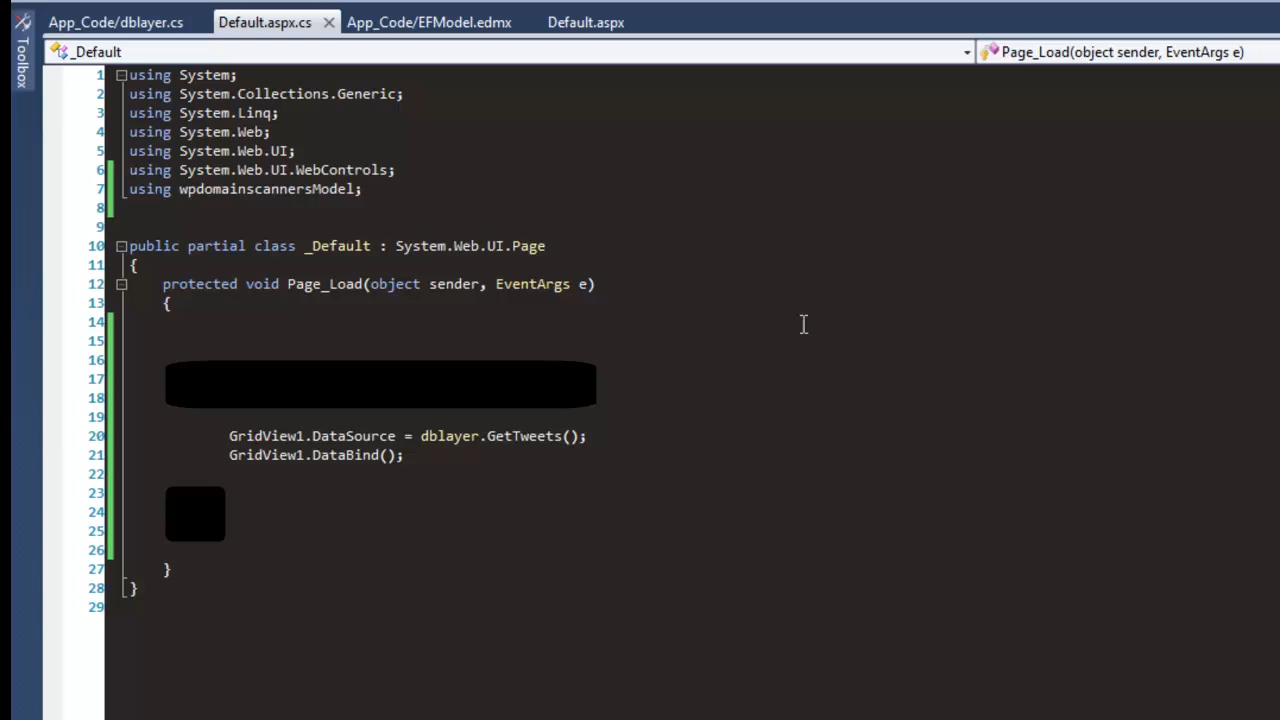 App_Code/dblayer.cs Default.aspx.cs App_Code/EFModel.edmx Default.aspx
Toolbox
_Default Page_Load(object sender, EventArgs e)
1 using System;
2 using System.Collections.Generic;
3 using System.Linq;
4 using System.Web;
5 using System.Web.UI;
6 using System.Web.UI.WebControls;
7 using wpdomainscannersModel;
8
9
10 public partial class _Default : System.Web.UI.Page
11 {
12 protected void Page_Load(object sender, EventArgs e)
13 {
14
15
16
17
18
19
20 GridView1.DataSource = dblayer.GetTweets();
21 GridView1.DataBind();
22
23
24
25
26
27 }
28 }
29